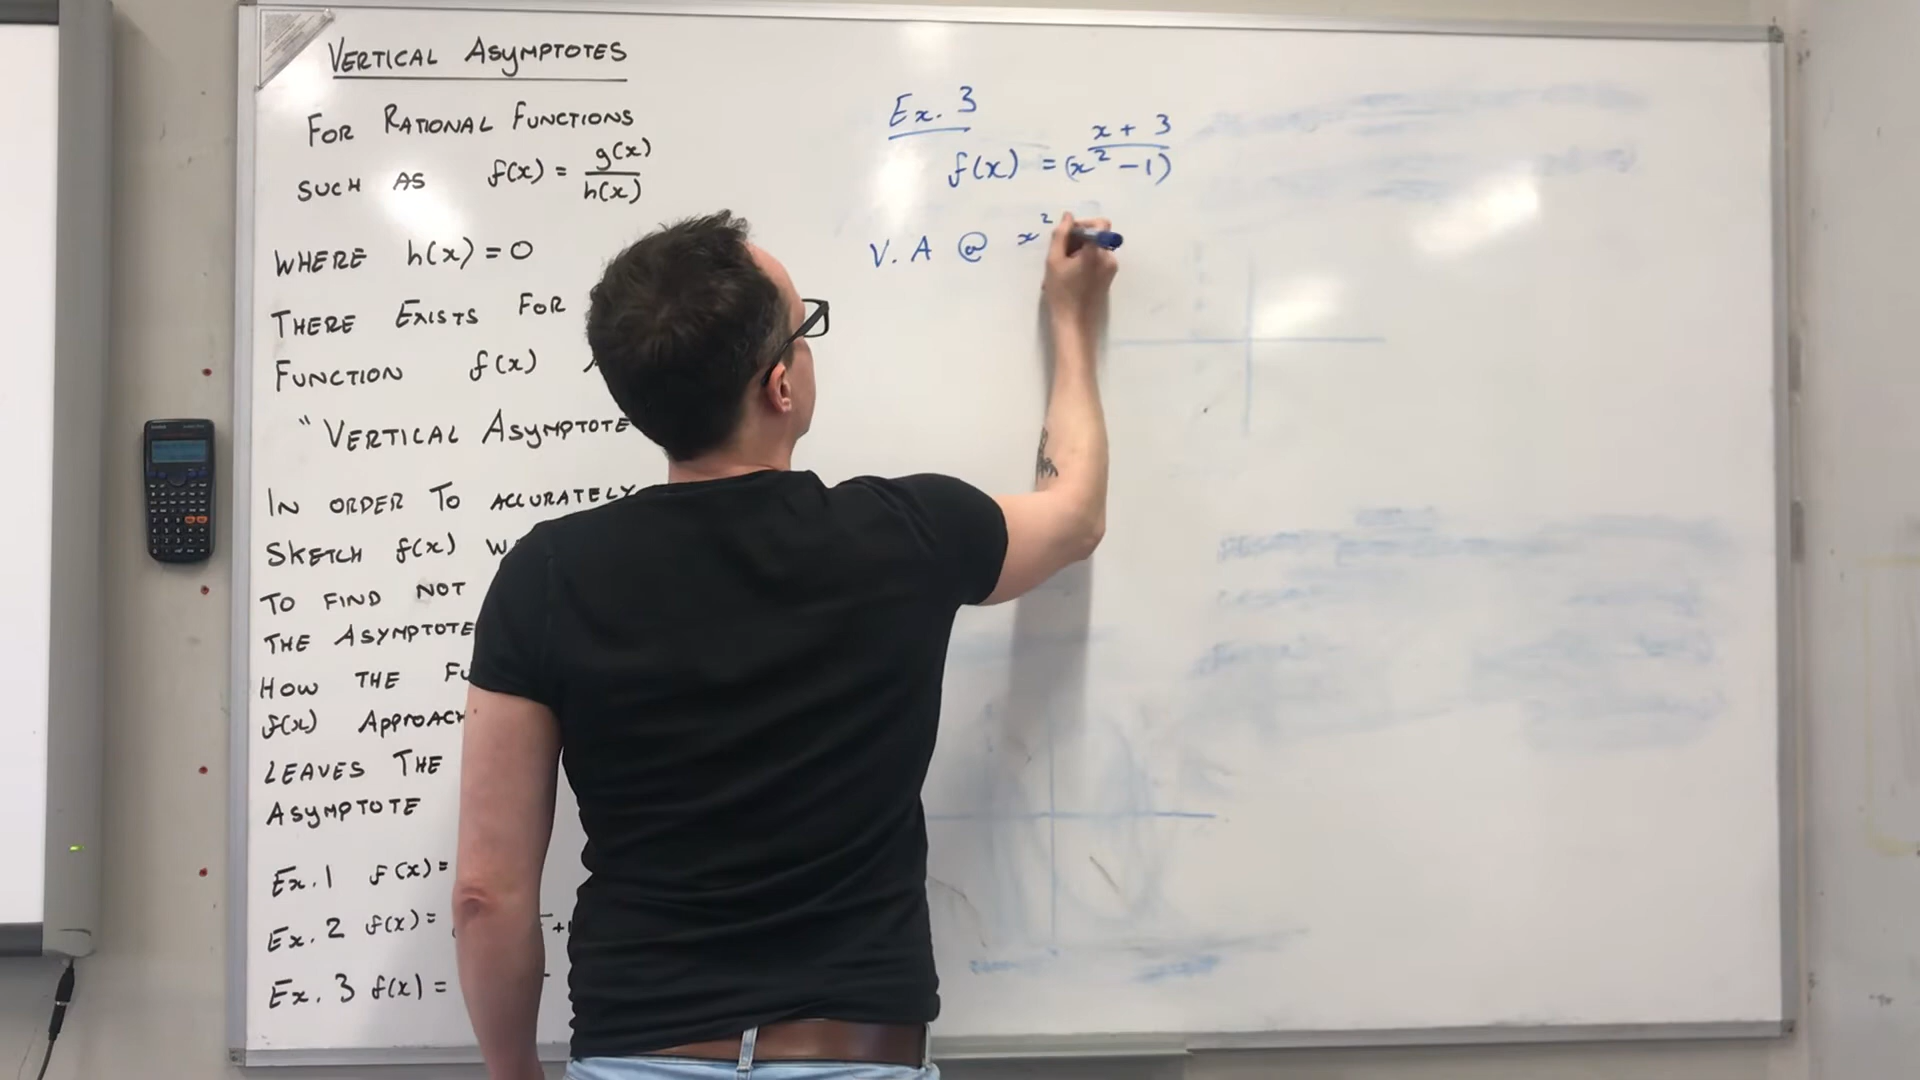 VERTICAL ASYMPTOTES
FOR RATIONAL FUNCTIONS
SUCH AS f(x) = g(x)/h(x)
WHERE h(x) = 0
THERE EXISTS FOR
FUNCTION f(x)
"VERTICAL ASYMPTOTE
IN ORDER TO ACCURATELY
SKETCH f(x)
TO FIND NOT
THE ASYMPTOTE
HOW THE
f(x) APPROACH
LEAVES THE
ASYMPTOTE
Ex. 1 f(x) =
Ex. 2 f(x) = +1
Ex. 3 f(x) =
Ex. 3
x + 3
f(x) = (x² - 1)
V. A @ x²